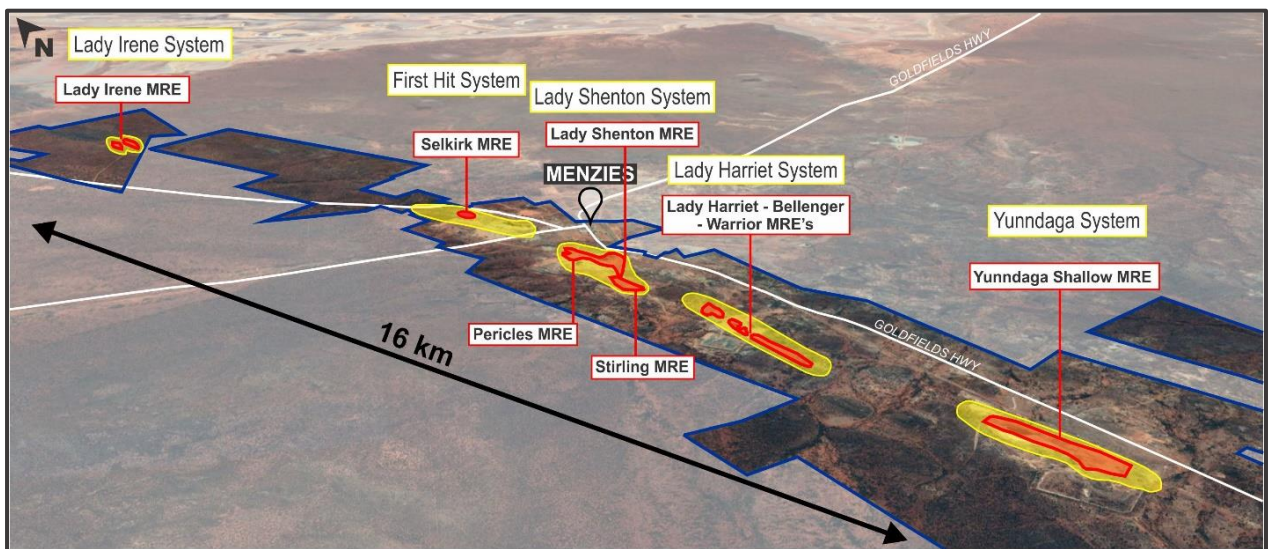 N
Lady Irene System
Lady Irene MRE
First Hit System
Selkirk MRE
Lady Shenton System
Lady Shenton MRE
MENZIES
GOLDFIELDS HWY
Lady Harriet System
Lady Harriet - Bellenger
- Warrior MRE's
Yunndaga System
Yunndaga Shallow MRE
Pericles MRE
Stirling MRE
GOLDFIELDS HWY
16 km